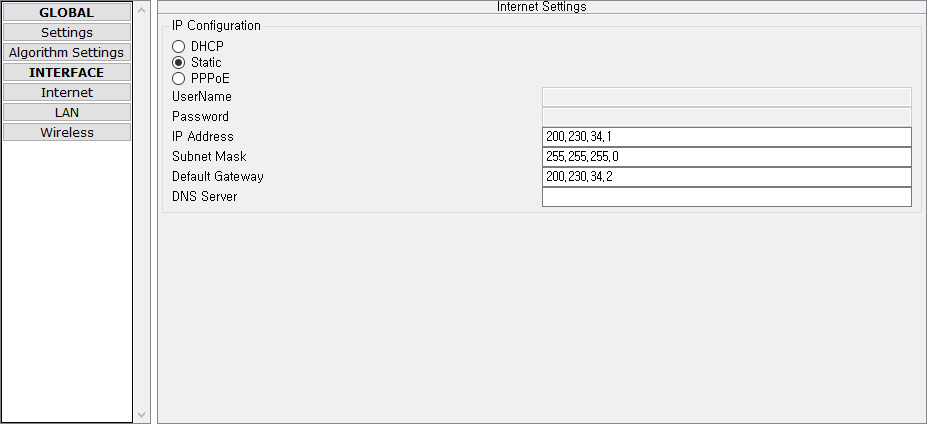 GLOBAL
Settings
Algorithm Settings
INTERFACE
Internet
LAN
Wireless
Internet Settings
IP Configuration
DHCP
Static
PPPoE
UserName
Password
IP Address 200,230,34,1
Subnet Mask 255,255,255,0
Default Gateway 200,230,34,2
DNS Server